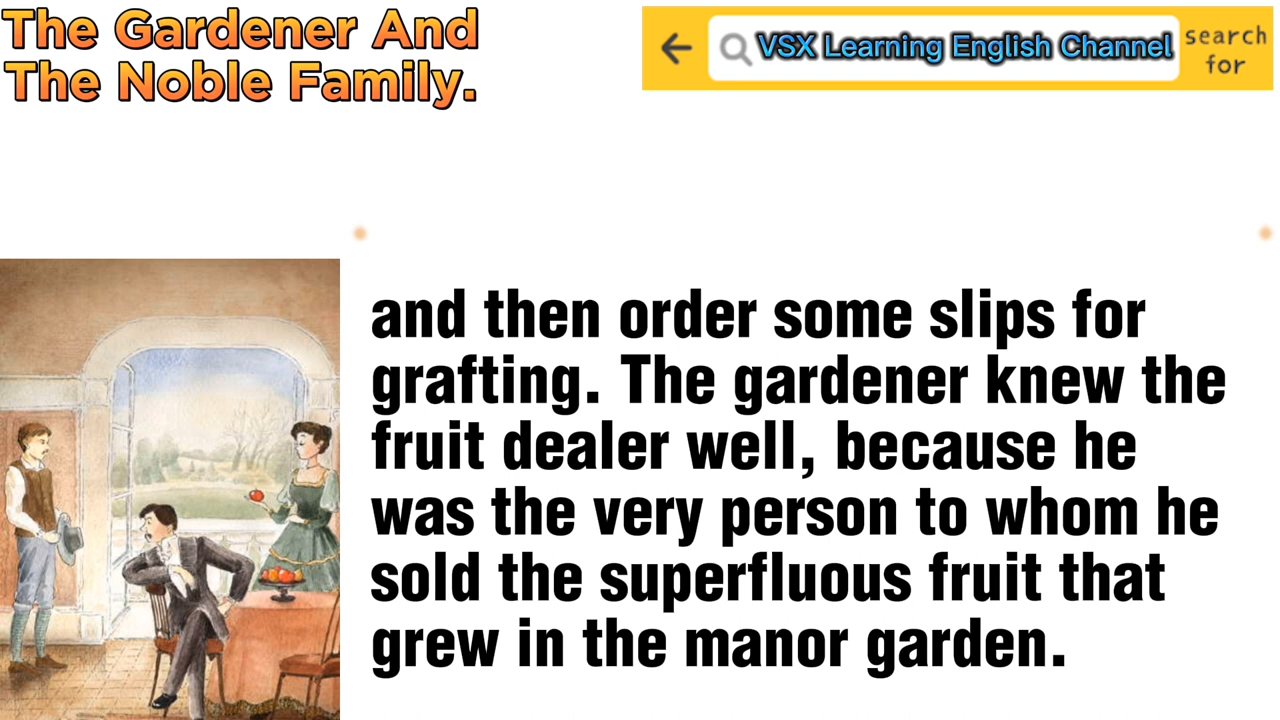 The Gardener And
The Noble Family.
VSX Learning English Channel
search
for
and then order some slips for
grafting. The gardener knew the
fruit dealer well, because he
was the very person to whom he
sold the superfluous fruit that
grew in the manor garden.